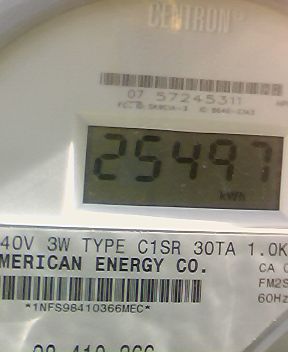 CENTRON®
07 57245311
25497
kWh
40V 3W TYPE C1SR 30TA 1.0K
MERICAN ENERGY CO.
CA 0
FM2S
60Hz
*1NFS98410366MEC*